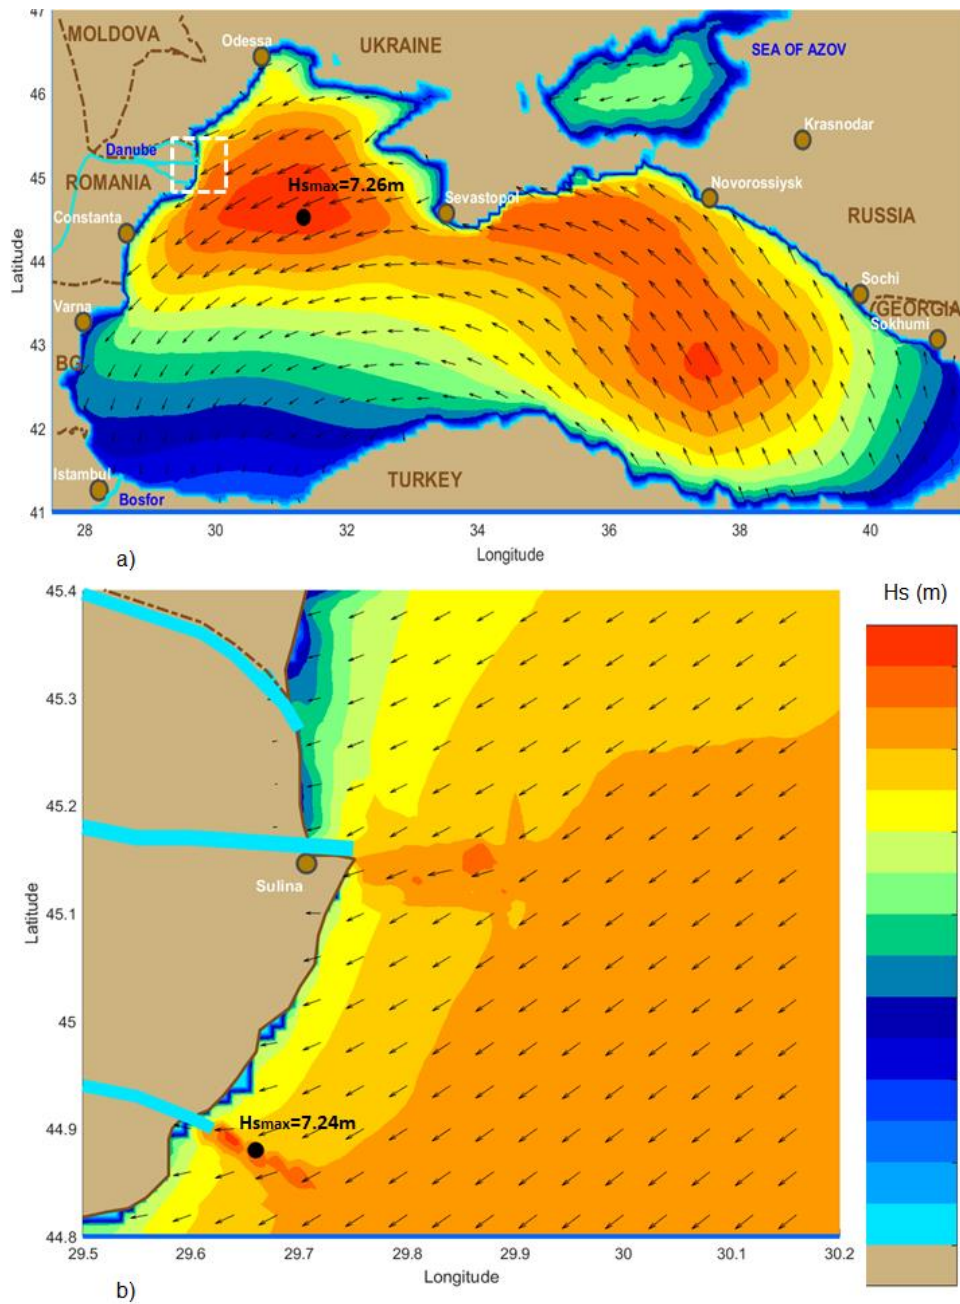 47
MOLDOVA
Odessa
UKRAINE
SEA OF AZOV
46
Krasnodar
Danube
45
ROMANIA
Hsmax=7.26m
Sevastopol
Novorossiysk
Constanta
RUSSIA
Latitude
44
Sochi
Varna
GEORGIA
Sokhumi
43
BG
42
Istambul
TURKEY
Bosfor
41
28 30 32 34 36 38 40
Longitude
a)
45.4
Hs (m)
45.3
45.2
Sulina
45.1
Latitude
45
44.9
Hsmax=7.24m
44.8
29.5 29.6 29.7 29.8 29.9 30 30.1 30.2
Longitude
b)